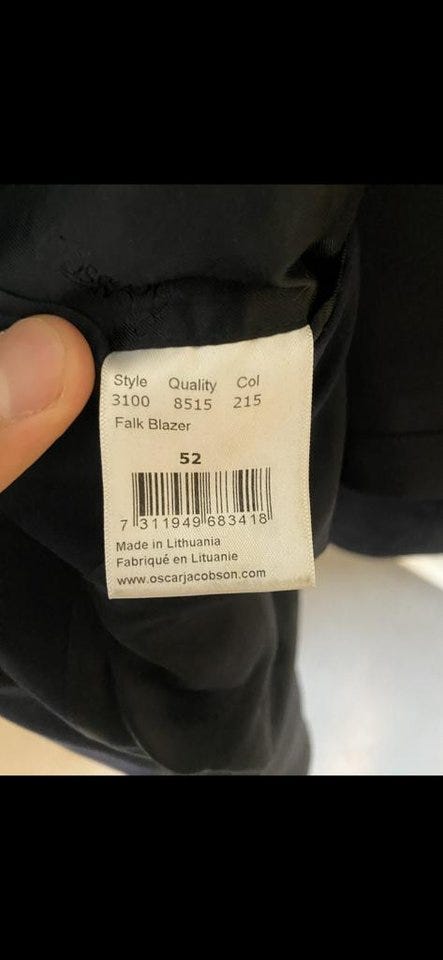 Style Quality Col
3100 8515 215
Falk Blazer
52
7 311949 683418
Made in Lithuania
Fabriqué en Lituanie
www.oscarjacobson.com